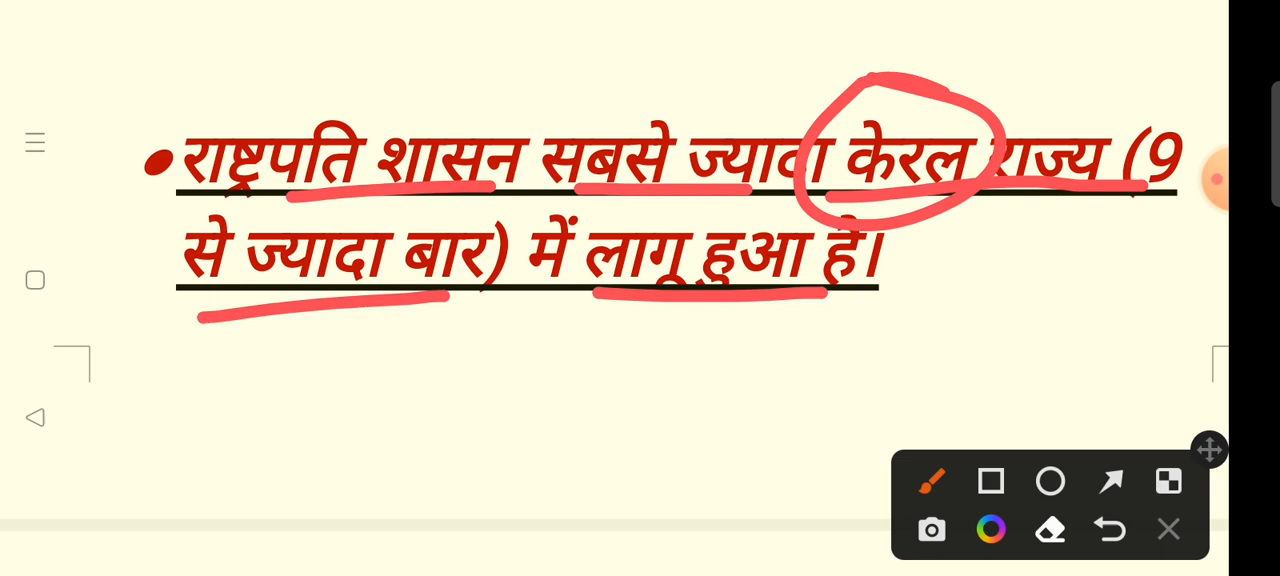 •राष्ट्रपति शासन सबसे ज्यादा केरल राज्य (9
से ज्यादा बार) में लागू हुआ है।